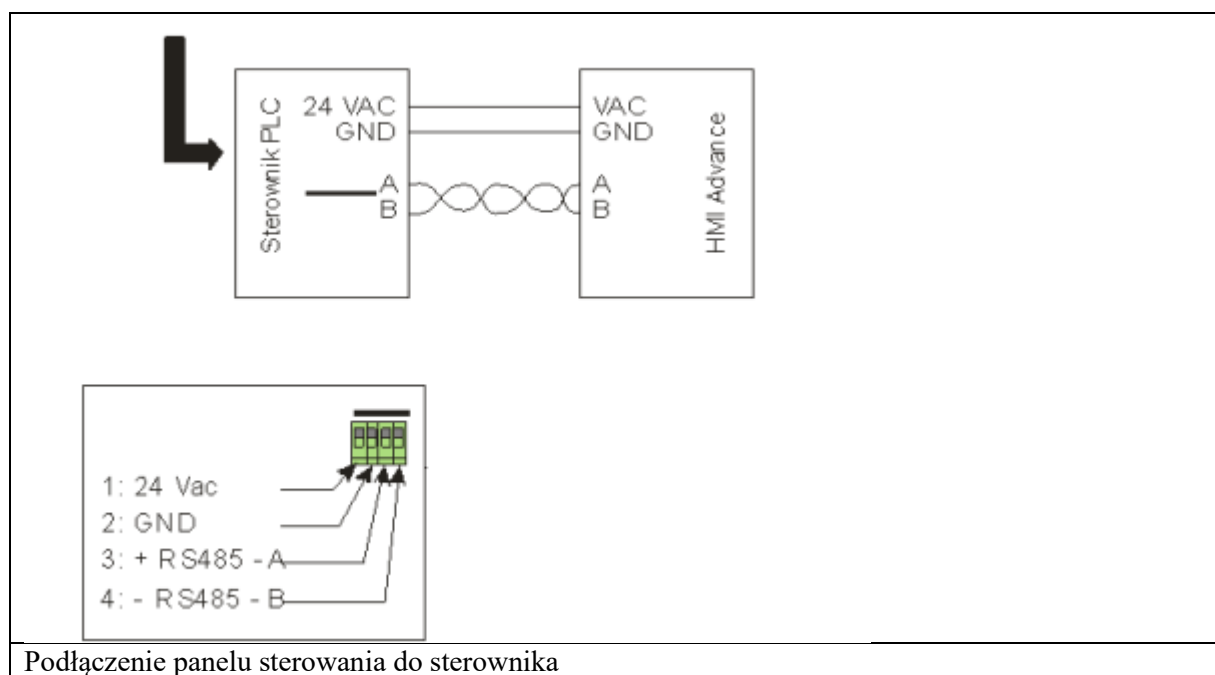 Sterownik PLC
24 VAC
GND
A
B
VAC
GND
A
B
HMI Advance
1: 24 Vac
2: GND
3: + RS485 - A
4: - RS485 - B
Podłączenie panelu sterowania do sterownika